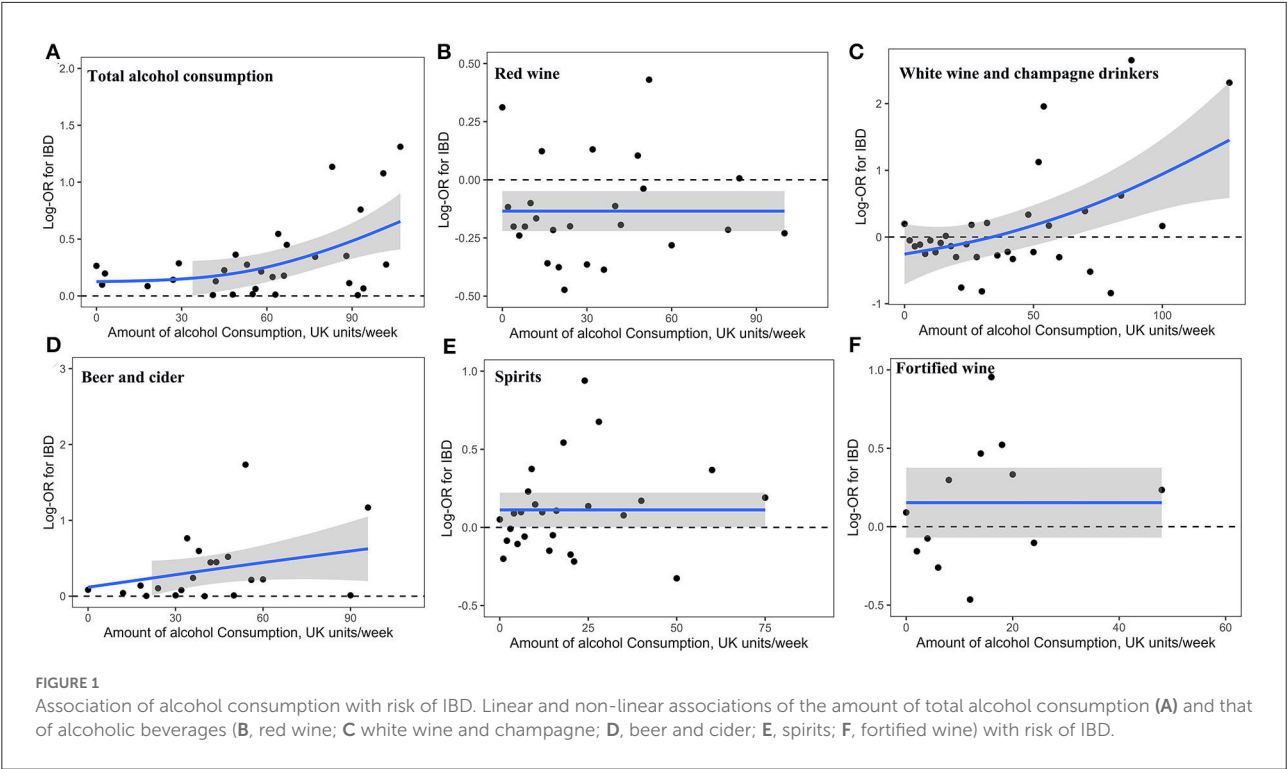 A
Total alcohol consumption
Log-OR for IBD
2.0
1.5
1.0
0.5
0.0
0
30
60
90
Amount of alcohol Consumption, UK units/week
B
Red wine
Log-OR for IBD
0.50
0.25
0.00
-0.25
-0.50
0
30
60
90
Amount of alcohol Consumption, UK units/week
C
White wine and champagne drinkers
Log-OR for IBD
2
1
0
-1
0
50
100
Amount of alcohol Consumption, UK units/week
D
Beer and cider
Log-OR for IBD
3
2
1
0
0
30
60
90
Amount of alcohol Consumption, UK units/week
E
Spirits
Log-OR for IBD
1.0
0.5
0.0
-0.5
0
25
50
75
Amount of alcohol Consumption, UK units/week
F
Fortified wine
Log-OR for IBD
1.0
0.5
0.0
-0.5
0
20
40
60
Amount of alcohol Consumption, UK units/week
FIGURE 1
Association of alcohol consumption with risk of IBD. Linear and non-linear associations of the amount of total alcohol consumption (A) and that
of alcoholic beverages (B, red wine; C white wine and champagne; D, beer and cider; E, spirits; F, fortified wine) with risk of IBD.